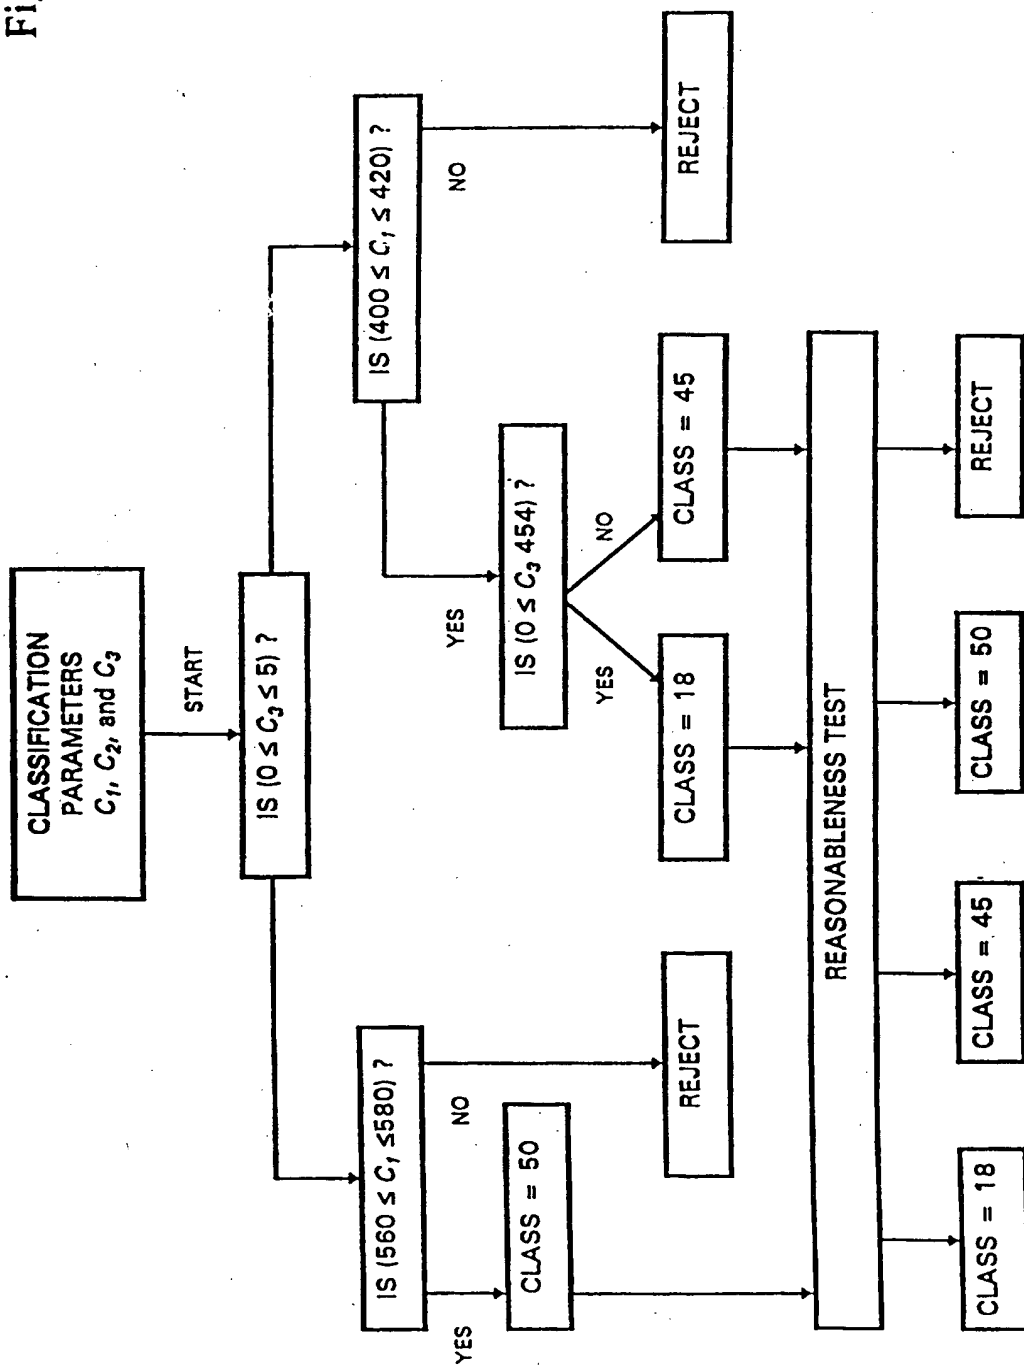 Fi
CLASSIFICATION
PARAMETERS
C1, C2, and C3
START
IS (0 ≤ C3 ≤ 5) ?
IS (560 ≤ C1 ≤580) ?
IS (400 ≤ C1 ≤ 420) ?
YES
NO
YES
NO
CLASS = 50
IS (0 ≤ C3 454) ?
YES
NO
REJECT
CLASS = 18
CLASS = 45
REJECT
REASONABLENESS TEST
CLASS = 18
CLASS = 45
CLASS = 50
REJECT